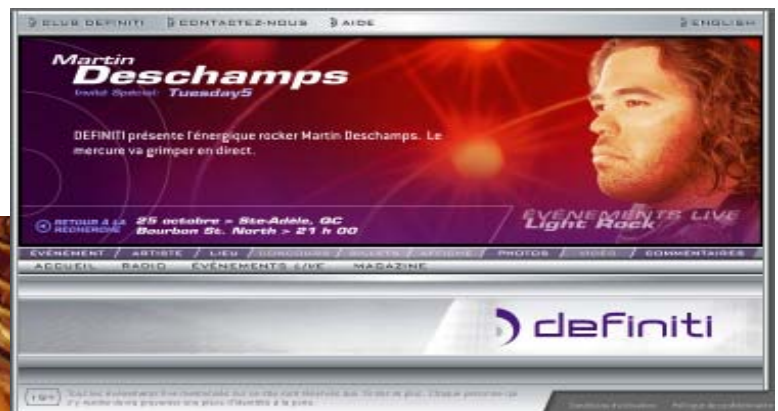 CLUB DEFINITI CONTACTEZ-NOUS AIDE ENGLISH
Martin
Deschamps
Invité Spécial: Tuesday5
DEFINITI présente l'énergique rocker Martin Deschamps. Le
mercure va grimper en direct.
RETOUR À LA
RECHERCHE
25 octobre > Ste-Adèle, QC
Bourbon St. North > 21 h 00
ÉVÉNEMENTS LIVE
Light Rock
ÉVÉNEMENT / ARTISTE / LIEU / CONCOURS / BILLETS / AFFICHE / PHOTOS / VIDÉO / COMMENTAIRES
ACCUEIL RADIO ÉVÉNEMENTS LIVE MAGAZINE
definiti
(19+)